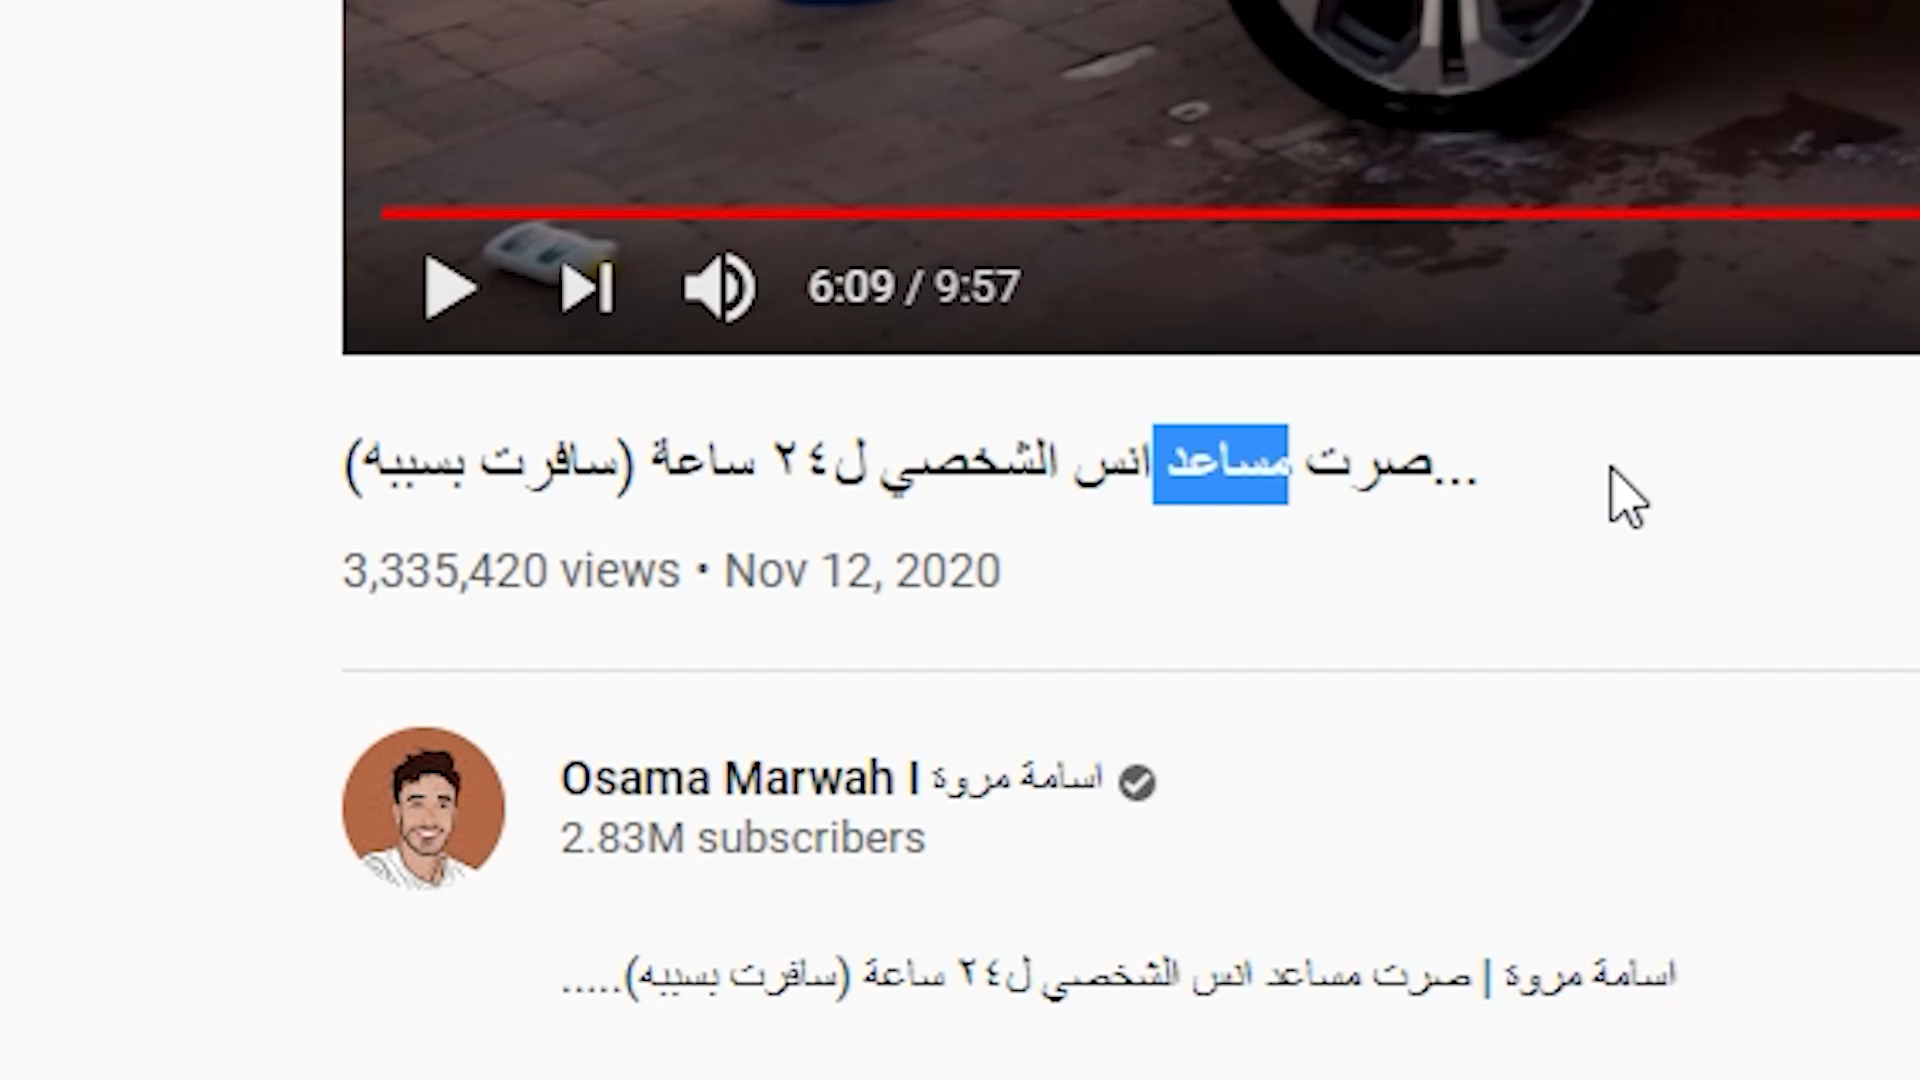 6:09 / 9:57
...صرت مساعد انس الشخصي ل٢٤ ساعة (سافرت بسببه)
3,335,420 views • Nov 12, 2020
Osama Marwah I اسامة مروة
2.83M subscribers
اسامة مروة | صرت مساعد انس الشخصي ل٢٤ ساعة (سافرت بسببه).....